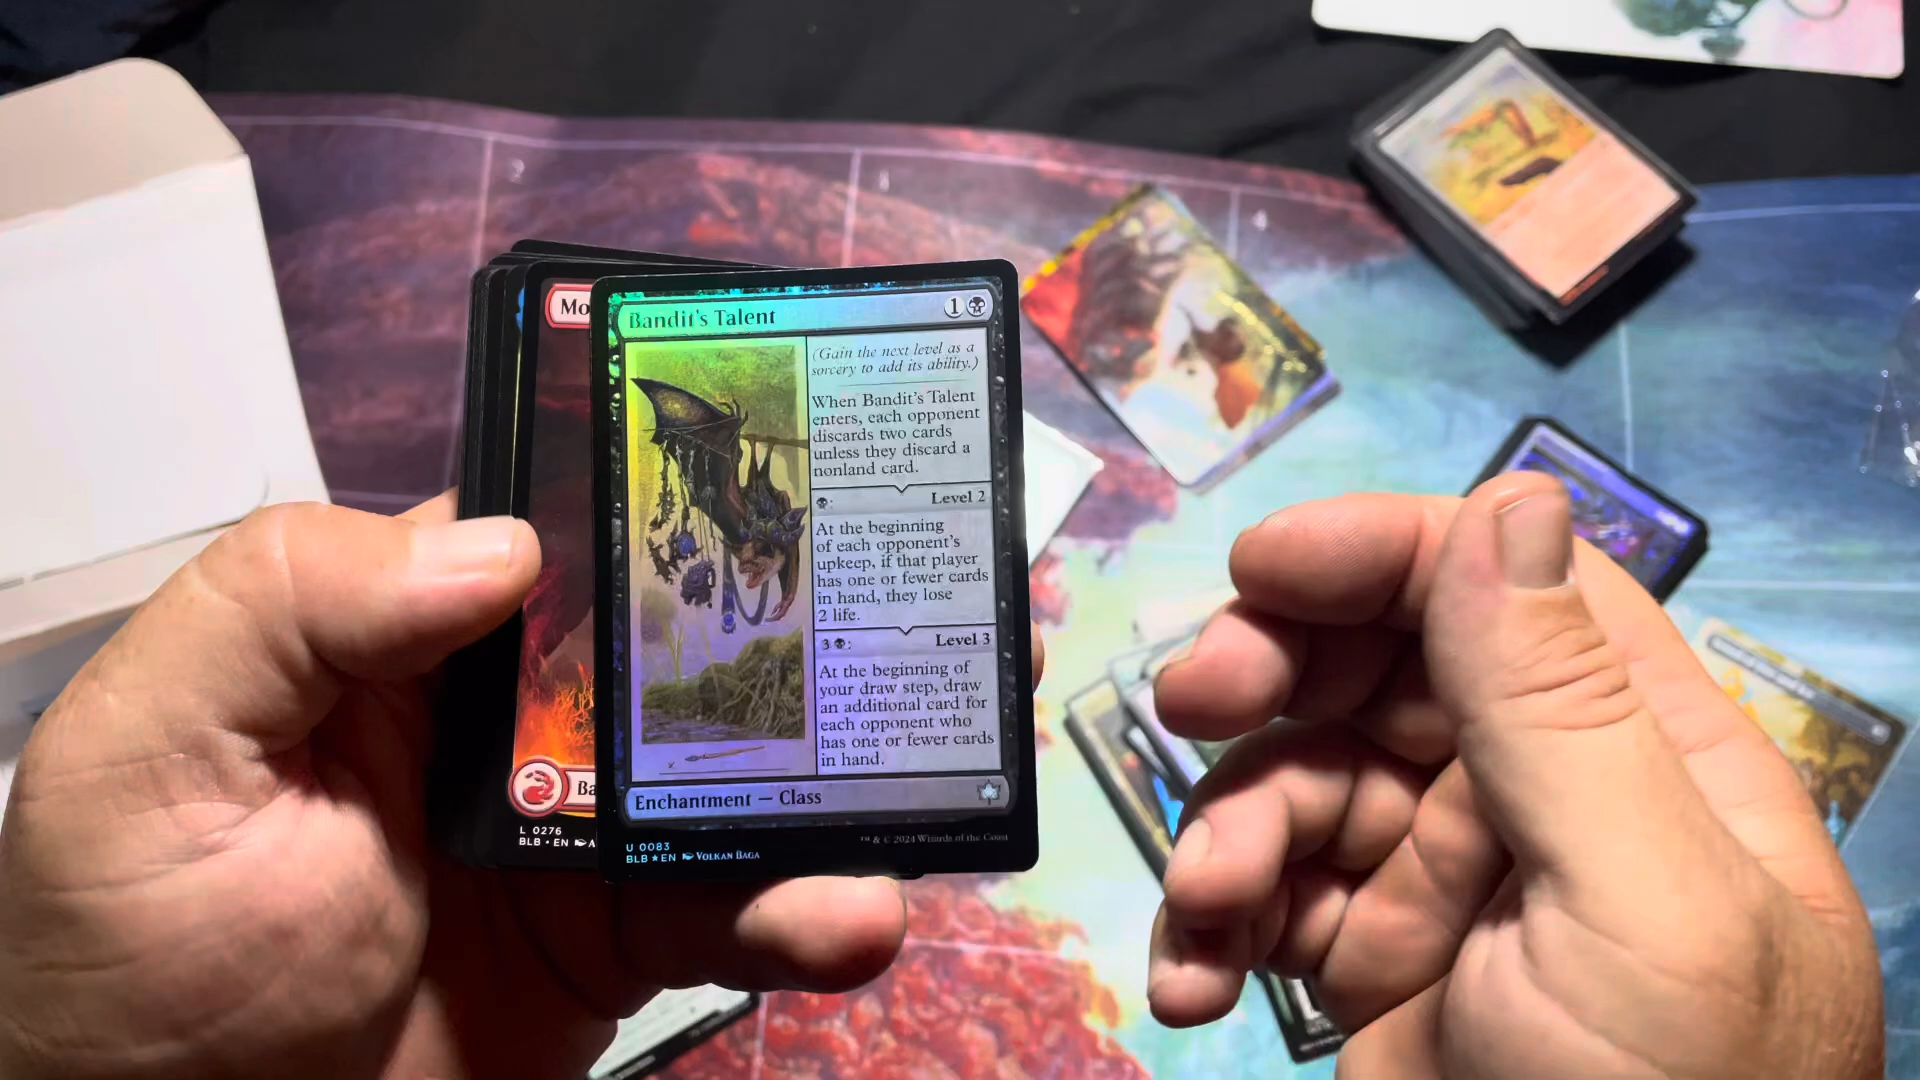 Mo
Bandit's Talent
1
(Gain the next level as a
sorcery to add its ability.)
When Bandit's Talent
enters, each opponent
discards two cards
unless they discard a
nonland card.
: Level 2
At the beginning
of each opponent's
upkeep, if that player
has one or fewer cards
in hand, they lose
2 life.
3 : Level 3
At the beginning of
your draw step, draw
an additional card for
each opponent who
has one or fewer cards
in hand.
Ba
Enchantment — Class
L 0276
BLB • EN A
U 0083
BLB ★ EN Volkan Baga
™ & © 2024 Wizards of the Coast